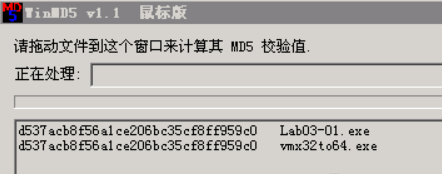 WinMD5 v1.1 鼠标版
请拖动文件到这个窗口来计算其 MD5 校验值.
正在处理:
d537acb8f56a1ce206bc35cf8ff959c0 Lab03-01.exe
d537acb8f56a1ce206bc35cf8ff959c0 vmx32to64.exe